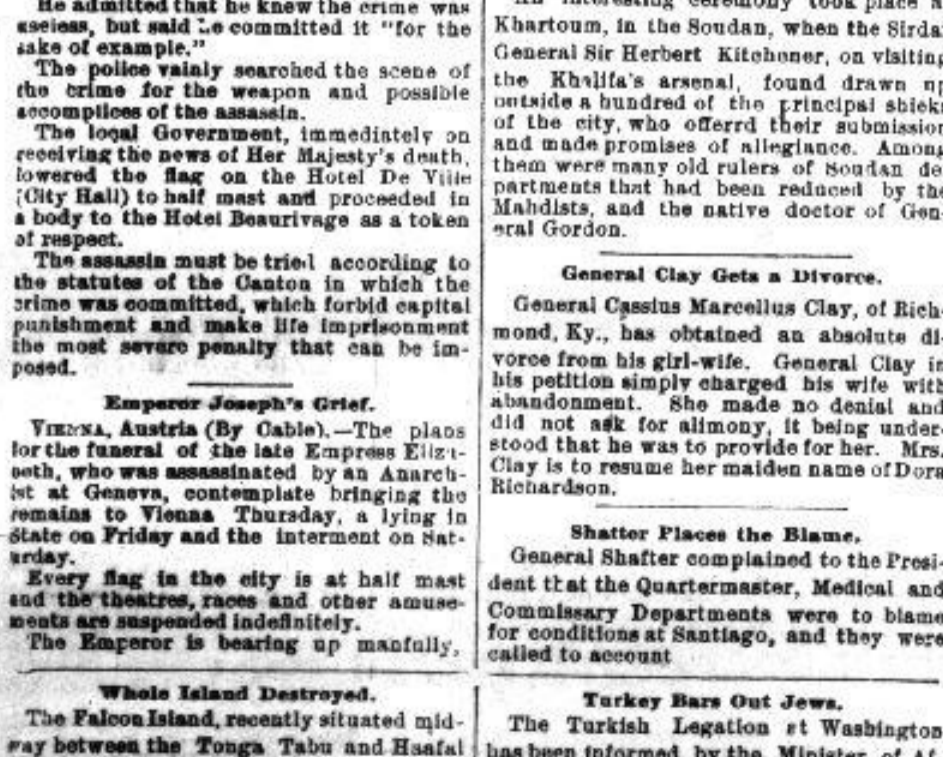 He admitted that he knew the crime was
useless, but said he committed it "for the
sake of example."
The police vainly searched the scene of
the crime for the weapon and possible
accomplices of the assassin.
The local Government, immediately on
receiving the news of Her Majesty's death,
lowered the flag on the Hotel De Ville
(City Hall) to half mast and proceeded in
a body to the Hotel Beaurivage as a token
of respect.
The assassin must be tried according to
the statutes of the Canton in which the
crime was committed, which forbid capital
punishment and make life imprisonment
the most severe penalty that can be im-
posed.
Emperor Joseph's Grief.
VIENNA, Austria (By Cable).—The plans
for the funeral of the late Empress Eliza-
beth, who was assassinated by an Anarch-
ist at Geneva, contemplate bringing the
remains to Vienna Thursday, a lying in
state on Friday and the interment on Sat-
urday.
Every flag in the city is at half mast
and the theatres, races and other amuse-
ments are suspended indefinitely.
The Emperor is bearing up manfully.
Whole Island Destroyed.
The Falcon Island, recently situated mid-
way between the Tonga Tabu and Haafal
An interesting ceremony took place at
Khartoum, in the Soudan, when the Sirdar
General Sir Herbert Kitchener, on visiting
the Khalifa's arsenal, found drawn up
outside a hundred of the principal shieks
of the city, who offerrd their submission
and made promises of allegiance. Among
them were many old rulers of Soudan de-
partments that had been reduced by the
Mahdists, and the native doctor of Gen-
eral Gordon.
General Clay Gets a Divorce.
General Cassius Marcellus Clay, of Rich-
mond, Ky., has obtained an absolute di-
vorce from his girl-wife. General Clay in
his petition simply charged his wife with
abandonment. She made no denial and
did not ask for alimony, it being under-
stood that he was to provide for her. Mrs.
Clay is to resume her maiden name of Dora
Richardson.
Shatter Places the Blame.
General Shafter complained to the Presi-
dent that the Quartermaster, Medical and
Commissary Departments were to blame
for conditions at Santiago, and they were
called to account
Turkey Bars Out Jews.
The Turkish Legation at Washington
has been informed by the Minister of Af-